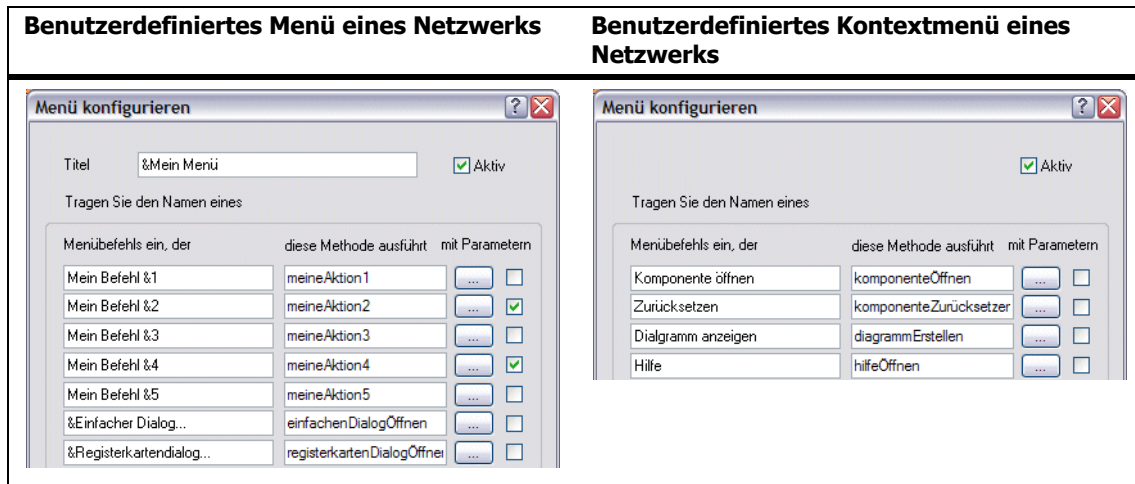 Benutzerdefiniertes Menü eines Netzwerks
Benutzerdefiniertes Kontextmenü eines
Netzwerks
Menü konfigurieren
Titel &Mein Menü Aktiv
Tragen Sie den Namen eines
Menübefehls ein, der diese Methode ausführt mit Parametern
Mein Befehl &1 meineAktion1 ...
Mein Befehl &2 meineAktion2 ...
Mein Befehl &3 meineAktion3 ...
Mein Befehl &4 meineAktion4 ...
Mein Befehl &5 meineAktion5 ...
&Einfacher Dialog... einfachenDialogÖffnen ...
&Registerkartendialog... registerkartenDialogÖffnen ...
Menü konfigurieren
Aktiv
Tragen Sie den Namen eines
Menübefehls ein, der diese Methode ausführt mit Parametern
Komponente öffnen komponenteÖffnen ...
Zurücksetzen komponenteZurücksetzer ...
Dialgramm anzeigen diagrammErstellen ...
Hilfe hilfeÖffnen ...